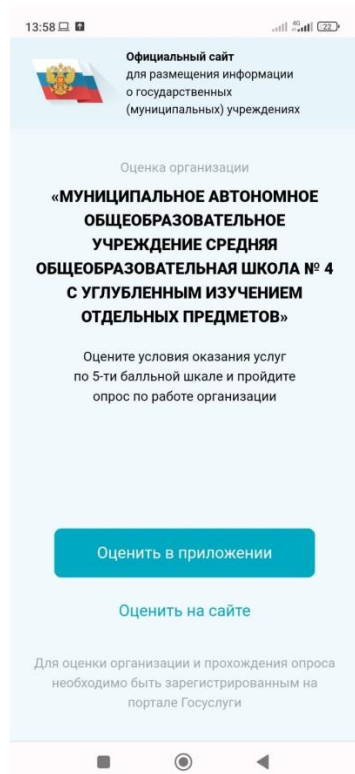 13:58
4G
22
Официальный сайт
для размещения информации
о государственных
(муниципальных) учреждениях
Оценка организации
«МУНИЦИПАЛЬНОЕ АВТОНОМНОЕ
ОБЩЕОБРАЗОВАТЕЛЬНОЕ
УЧРЕЖДЕНИЕ СРЕДНЯЯ
ОБЩЕОБРАЗОВАТЕЛЬНАЯ ШКОЛА № 4
С УГЛУБЛЕННЫМ ИЗУЧЕНИЕМ
ОТДЕЛЬНЫХ ПРЕДМЕТОВ»
Оцените условия оказания услуг
по 5-ти балльной шкале и пройдите
опрос по работе организации
Оценить в приложении
Оценить на сайте
Для оценки организации и прохождения опроса
необходимо быть зарегистрированным на
портале Госуслуги